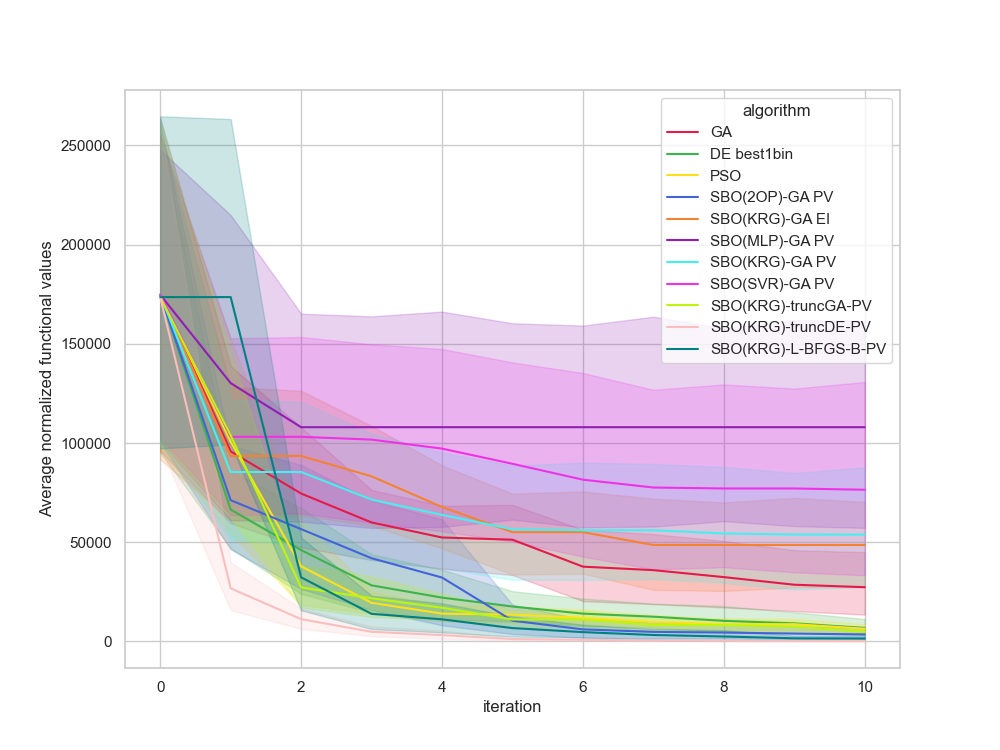 algorithm
GA
DE best1bin
PSO
SBO(2OP)-GA PV
SBO(KRG)-GA EI
SBO(MLP)-GA PV
SBO(KRG)-GA PV
SBO(SVR)-GA PV
SBO(KRG)-truncGA-PV
SBO(KRG)-truncDE-PV
SBO(KRG)-L-BFGS-B-PV
Average normalized functional values
250000
200000
150000
100000
50000
0
0 2 4 6 8 10
iteration